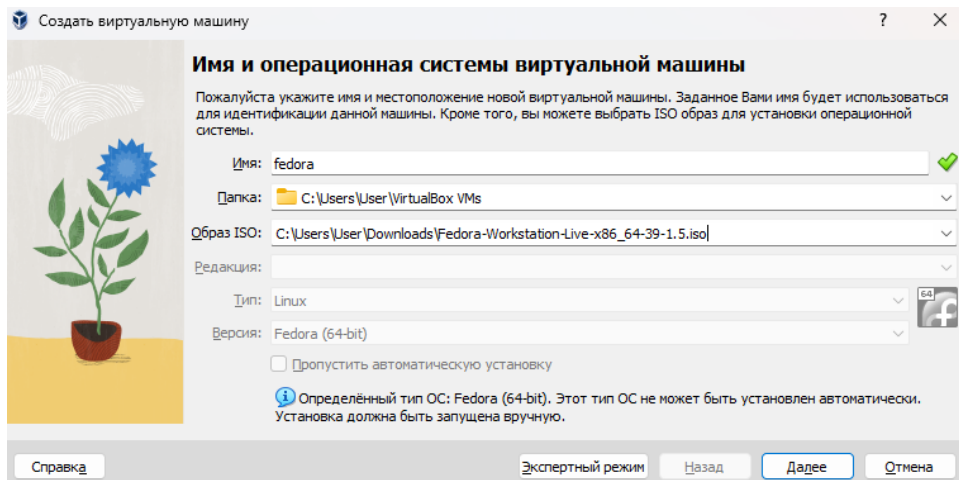 Создать виртуальную машину
?
Имя и операционная системы виртуальной машины
Пожалуйста укажите имя и местоположение новой виртуальной машины. Заданное Вами имя будет использоваться
для идентификации данной машины. Кроме того, вы можете выбрать ISO образ для установки операционной
системы.
Имя: fedora
Папка: C:\Users\User\VirtualBox VMs
Образ ISO: C:\Users\User\Downloads\Fedora-Workstation-Live-x86_64-39-1.5.iso
Редакция:
Тип: Linux
64
Версия: Fedora (64-bit)
Пропустить автоматическую установку
Определённый тип ОС: Fedora (64-bit). Этот тип ОС не может быть установлен автоматически.
Установка должна быть запущена вручную.
Справка Экспертный режим Назад Далее Отмена